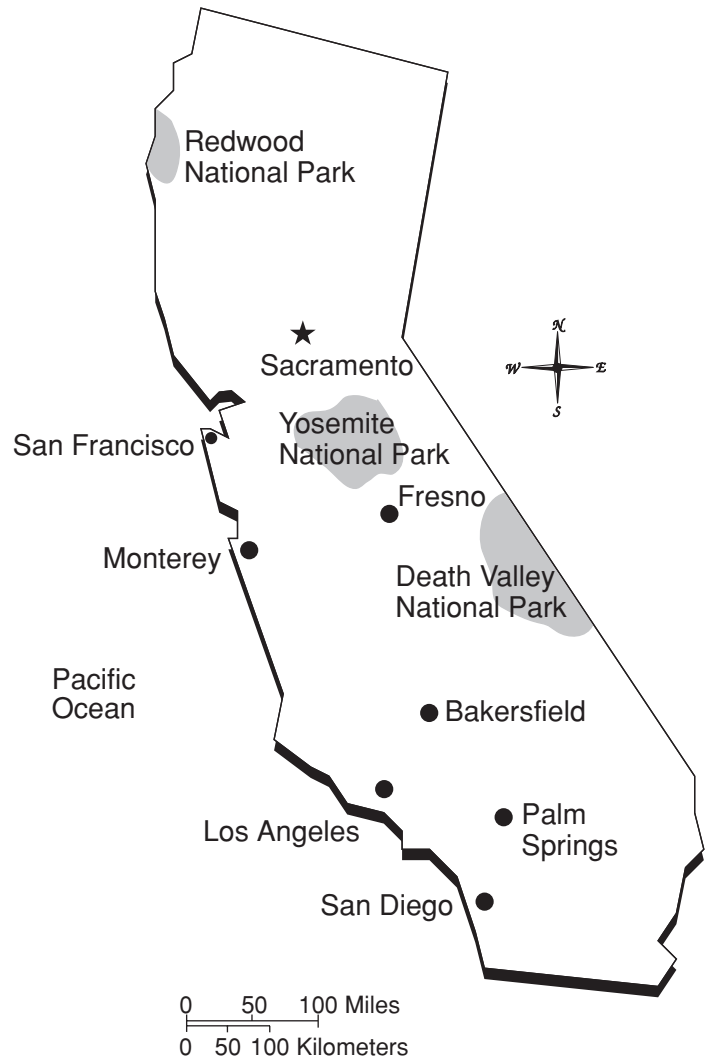 Redwood
National Park
Sacramento
N
W E
S
Yosemite
National Park
San Francisco
Fresno
Monterey
Death Valley
National Park
Pacific
Ocean
Bakersfield
Los Angeles
Palm
Springs
San Diego
0 50 100 Miles
0 50 100 Kilometers